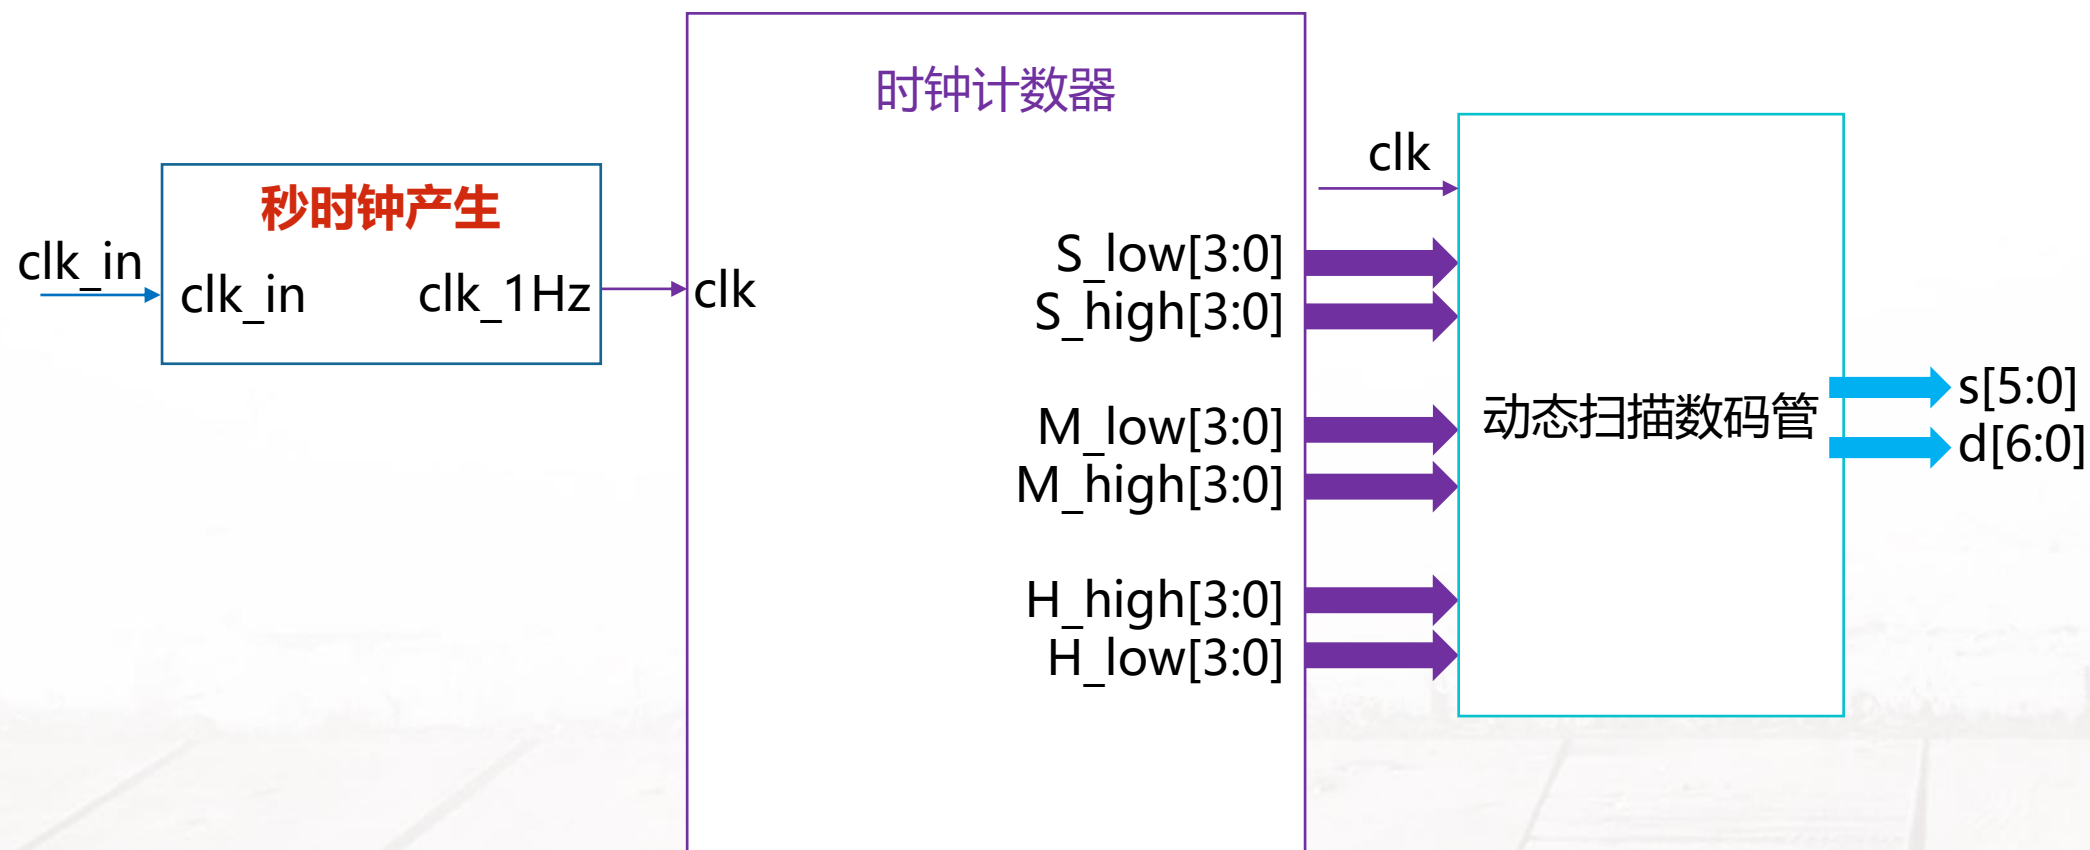 时钟计数器
clk
秒时钟产生
clk_in
clk_in
clk_1Hz
clk
S_low[3:0]
S_high[3:0]
M_low[3:0]
M_high[3:0]
H_high[3:0]
H_low[3:0]
动态扫描数码管
s[5:0]
d[6:0]